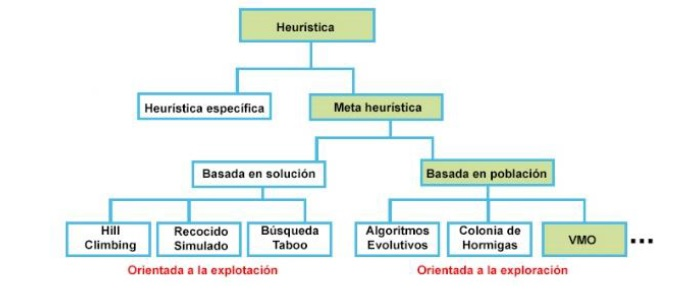 Heurística
Heurística específica
Meta heurística
Basada en solución
Basada en población
Hill
Climbing
Recocido
Simulado
Búsqueda
Taboo
Algoritmos
Evolutivos
Colonia de
Hormigas
VMO
...
Orientada a la explotación
Orientada a la exploración